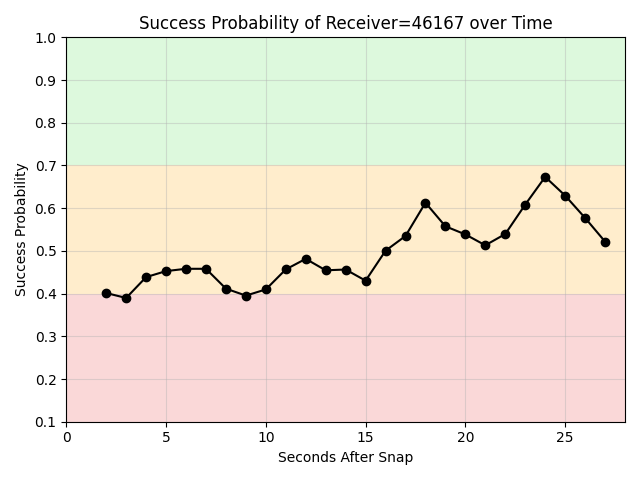 Success Probability of Receiver=46167 over Time
1.0
0.9
0.8
0.7
0.6
0.5
0.4
0.3
0.2
0.1
Success Probability
0 5 10 15 20 25
Seconds After Snap